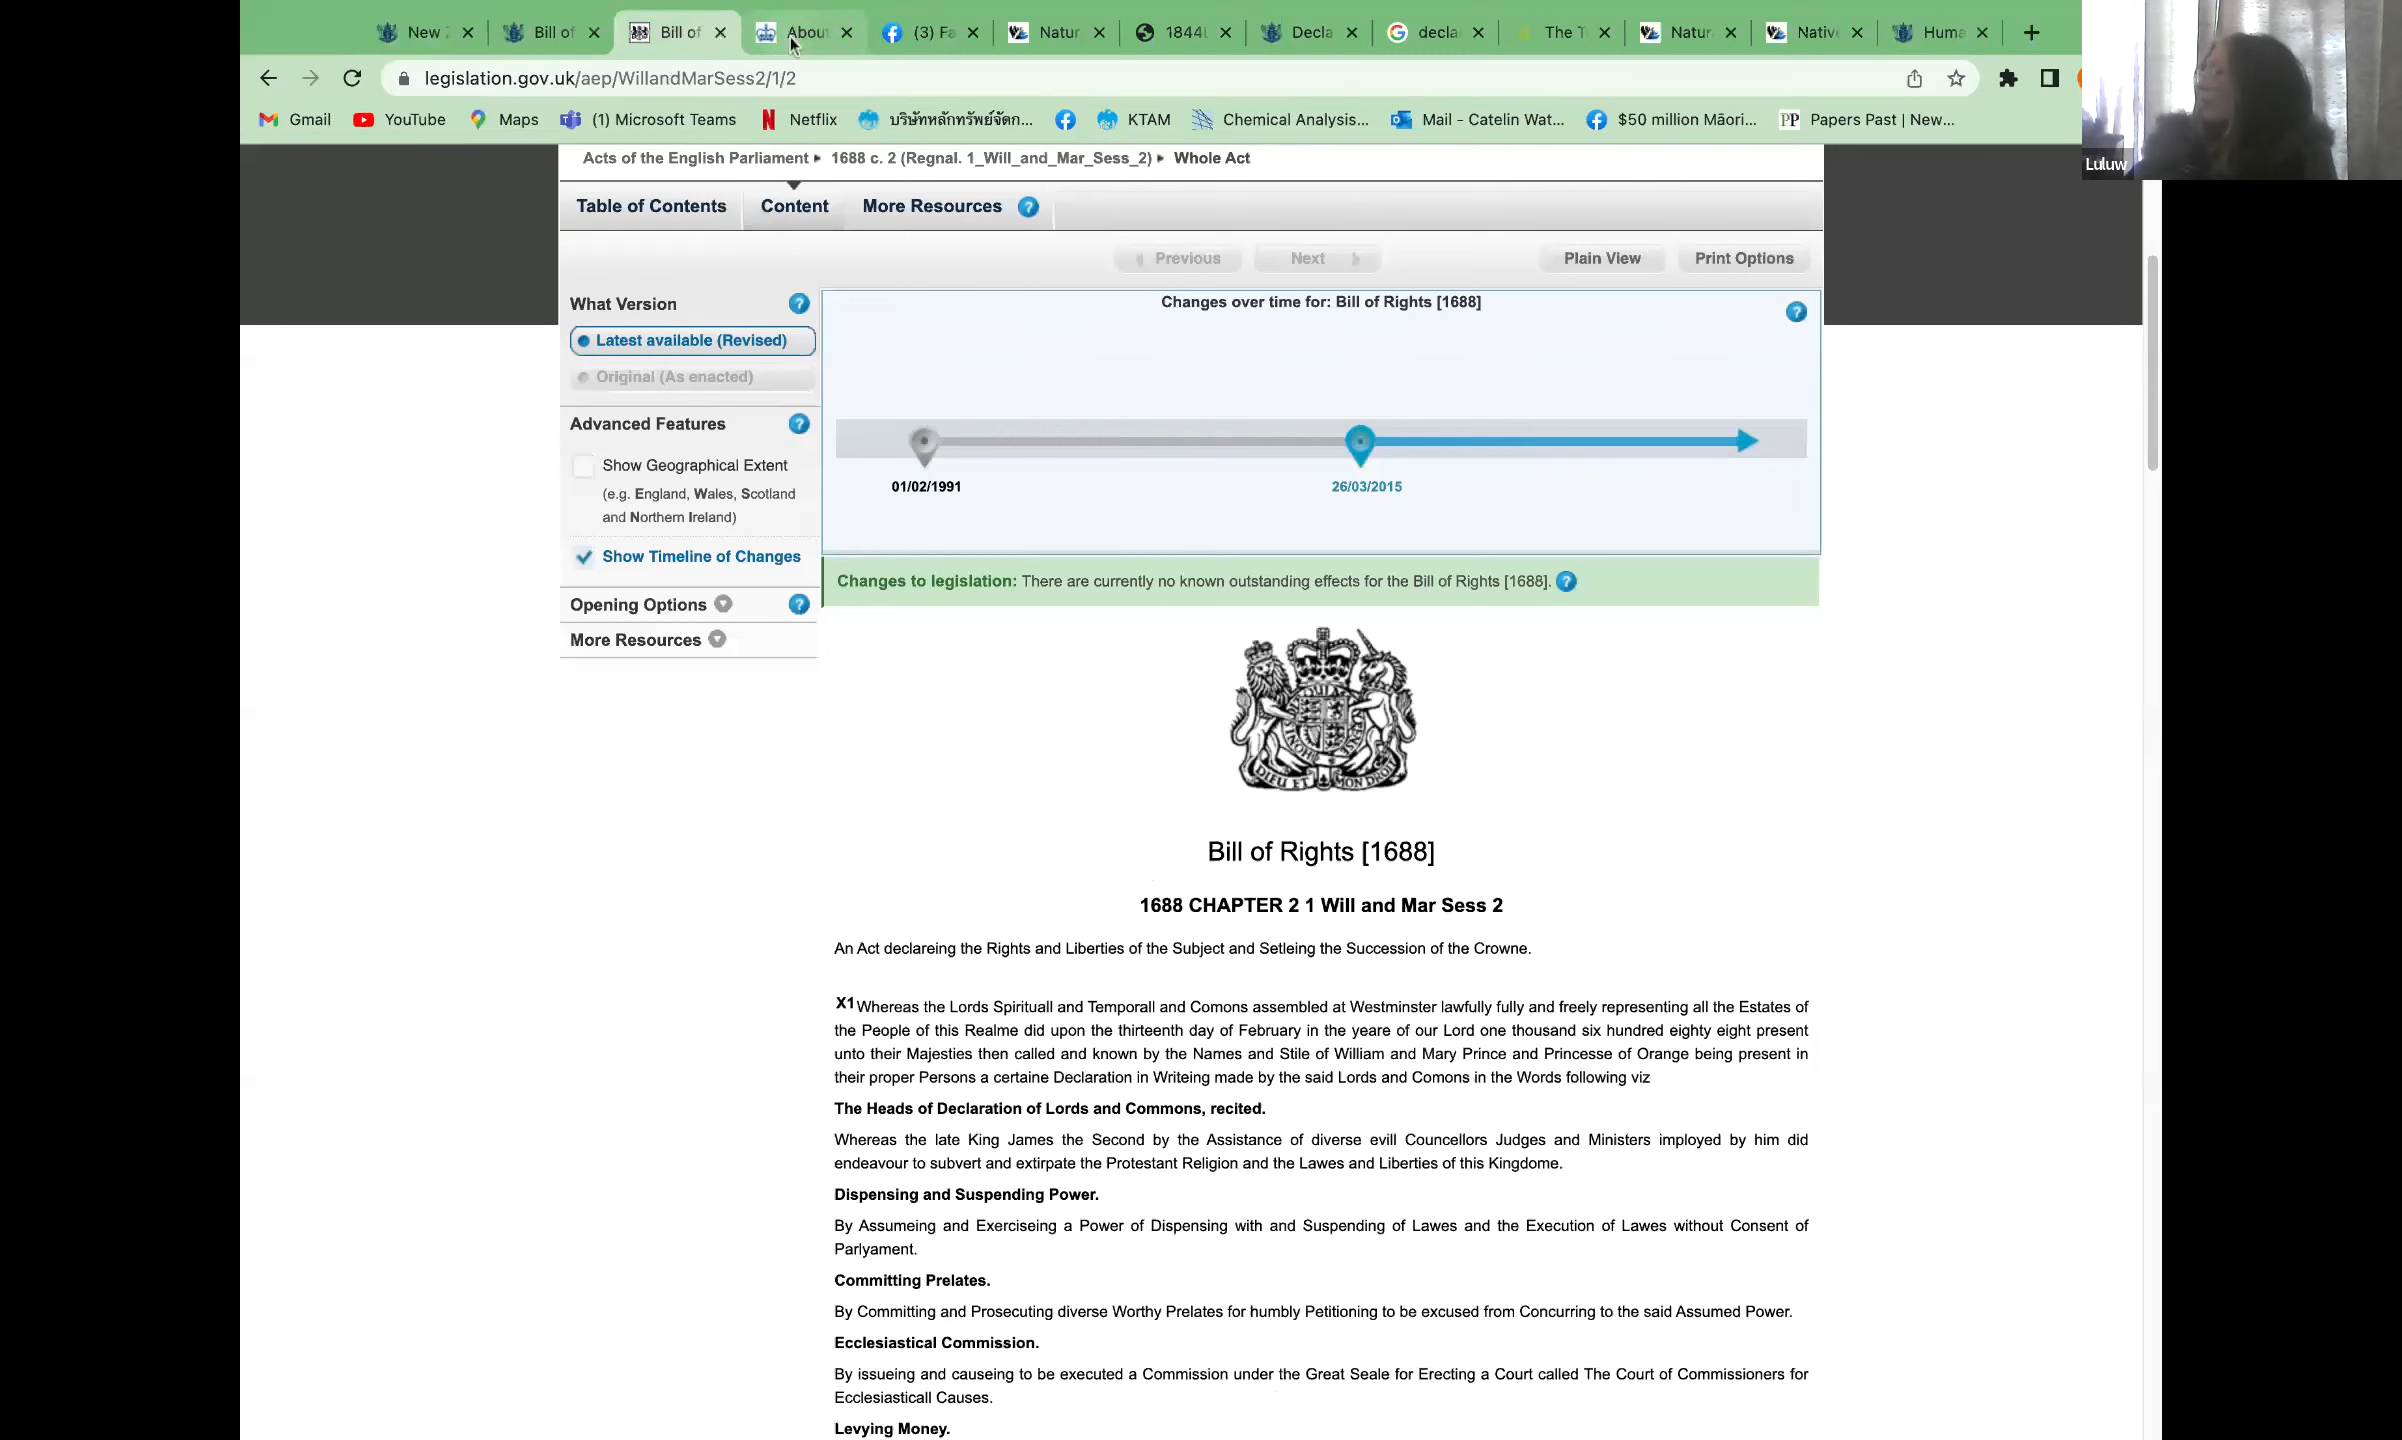 New Bill of Bill of About (3) Fa Natur 1844 Decla decla The T Natur Nativ Huma
legislation.gov.uk/aep/WillandMarSess2/1/2
Gmail YouTube Maps (1) Microsoft Teams Netflix บริษัทหลักทรัพย์จัดก... KTAM Chemical Analysis... Mail - Catelin Wat... $50 million Māori... PP Papers Past | New...
Luluw
Acts of the English Parliament 1688 c. 2 (Regnal. 1_Will_and_Mar_Sess_2) Whole Act
Table of Contents Content More Resources ?
Previous Next Plain View Print Options
What Version ?
Latest available (Revised)
Original (As enacted)
Advanced Features ?
Show Geographical Extent
(e.g. England, Wales, Scotland
and Northern Ireland)
Show Timeline of Changes
Opening Options ?
More Resources
Changes over time for: Bill of Rights [1688] ?
01/02/1991 26/03/2015
Changes to legislation: There are currently no known outstanding effects for the Bill of Rights [1688]. ?
DIEU ET MON DROIT
Bill of Rights [1688]
1688 CHAPTER 2 1 Will and Mar Sess 2
An Act declareing the Rights and Liberties of the Subject and Setleing the Succession of the Crowne.
X1Whereas the Lords Spirituall and Temporall and Comons assembled at Westminster lawfully fully and freely representing all the Estates of
the People of this Realme did upon the thirteenth day of February in the yeare of our Lord one thousand six hundred eighty eight present
unto their Majesties then called and known by the Names and Stile of William and Mary Prince and Princesse of Orange being present in
their proper Persons a certaine Declaration in Writeing made by the said Lords and Comons in the Words following viz
The Heads of Declaration of Lords and Commons, recited.
Whereas the late King James the Second by the Assistance of diverse evill Councellors Judges and Ministers imployed by him did
endeavour to subvert and extirpate the Protestant Religion and the Lawes and Liberties of this Kingdome.
Dispensing and Suspending Power.
By Assumeing and Exerciseing a Power of Dispensing with and Suspending of Lawes and the Execution of Lawes without Consent of
Parlyament.
Committing Prelates.
By Committing and Prosecuting diverse Worthy Prelates for humbly Petitioning to be excused from Concurring to the said Assumed Power.
Ecclesiastical Commission.
By issueing and causeing to be executed a Commission under the Great Seale for Erecting a Court called The Court of Commissioners for
Ecclesiasticall Causes.
Levying Money.